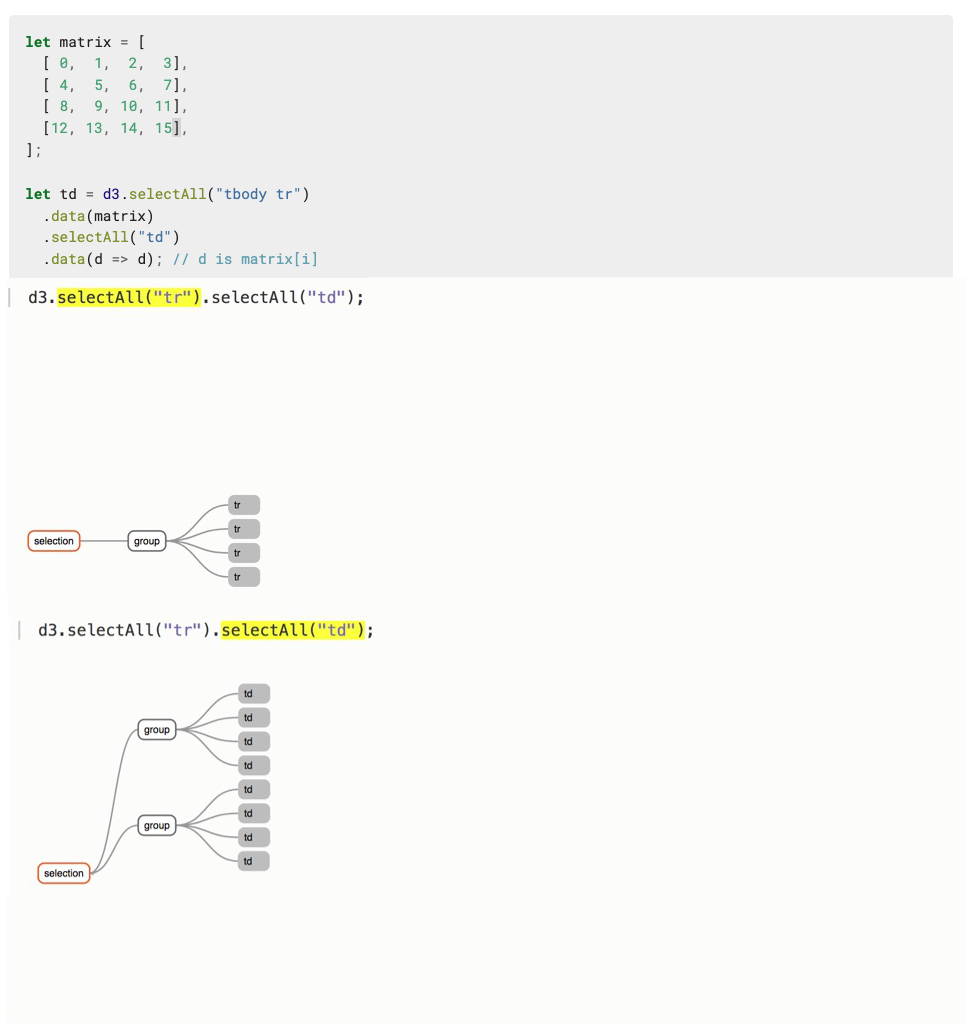 let matrix = [
[ 0, 1, 2, 3],
[ 4, 5, 6, 7],
[ 8, 9, 10, 11],
[12, 13, 14, 15],
];
let td = d3.selectAll("tbody tr")
.data(matrix)
.selectAll("td")
.data(d => d); // d is matrix[i]
d3.selectAll("tr").selectAll("td");
tr
tr
selection
group
tr
tr
d3.selectAll("tr").selectAll("td");
td
td
group
td
td
td
td
group
td
td
selection